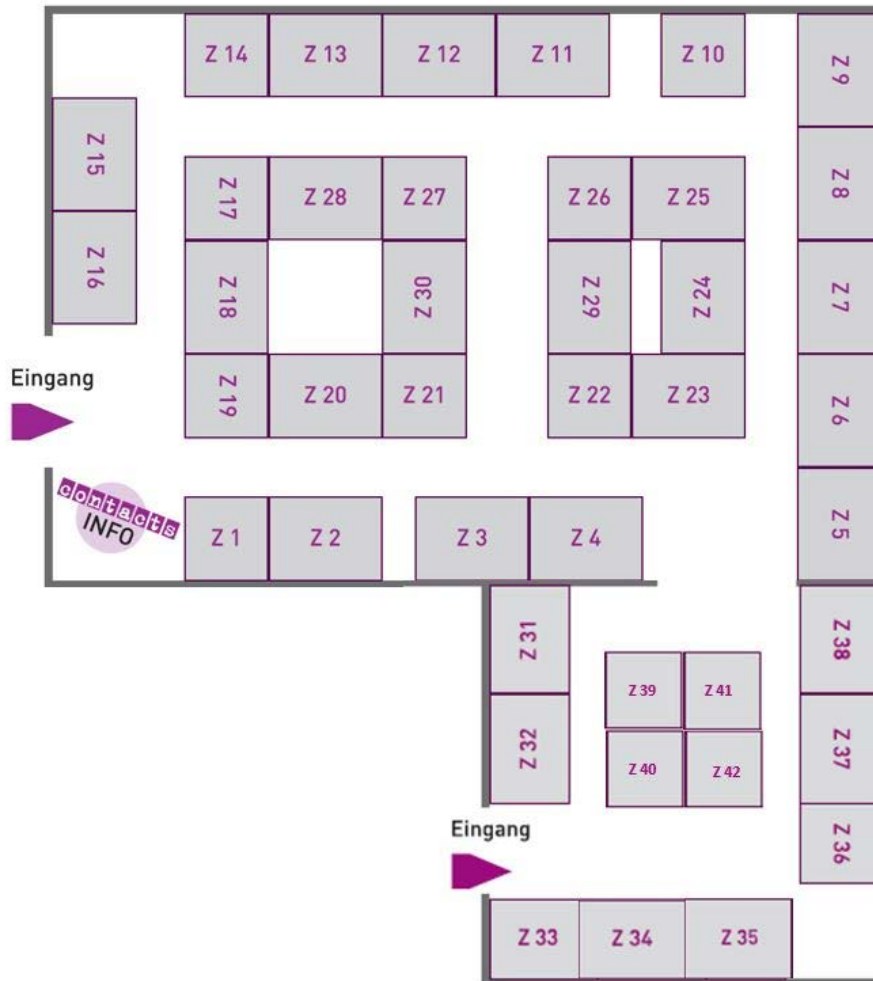 Z 14 Z 13 Z 12 Z 11 Z 10
Z 9
Z 15
Z 8
Z 17 Z 28 Z 27 Z 26 Z 25
Z 16
Z 18 Z 30 Z 29 Z 24
Z 7
Eingang
Z 19 Z 20 Z 21 Z 22 Z 23
Z 6
contacts
INFO
Z 1 Z 2 Z 3 Z 4
Z 5
Z 31
Z 38
Z 39 Z 41
Z 32
Z 37
Z 40 Z 42
Eingang
Z 36
Z 33 Z 34 Z 35